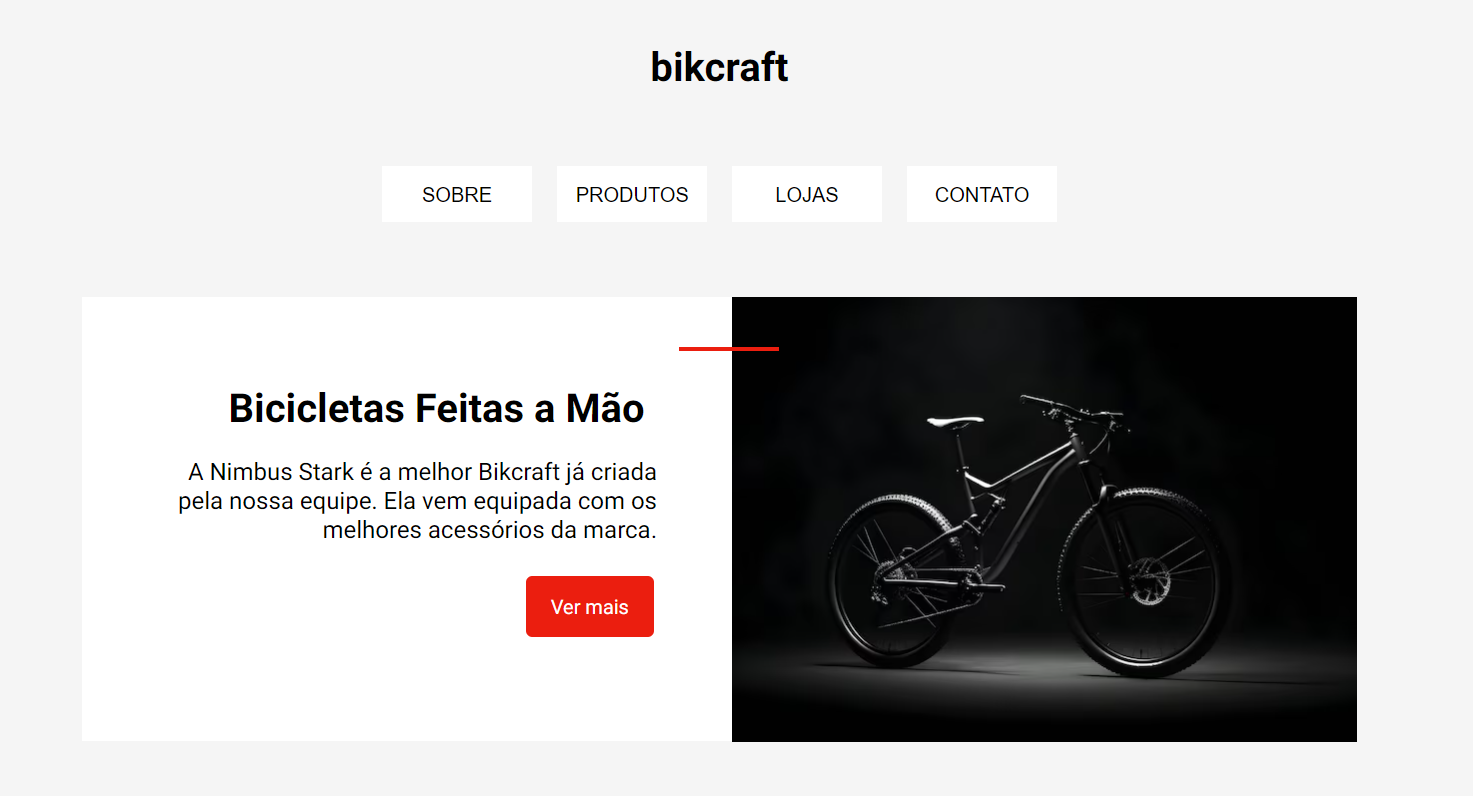 bikcraft
SOBRE PRODUTOS LOJAS CONTATO
Bicicletas Feitas a Mão
A Nimbus Stark é a melhor Bikcraft já criada
pela nossa equipe. Ela vem equipada com os
melhores acessórios da marca.
Ver mais